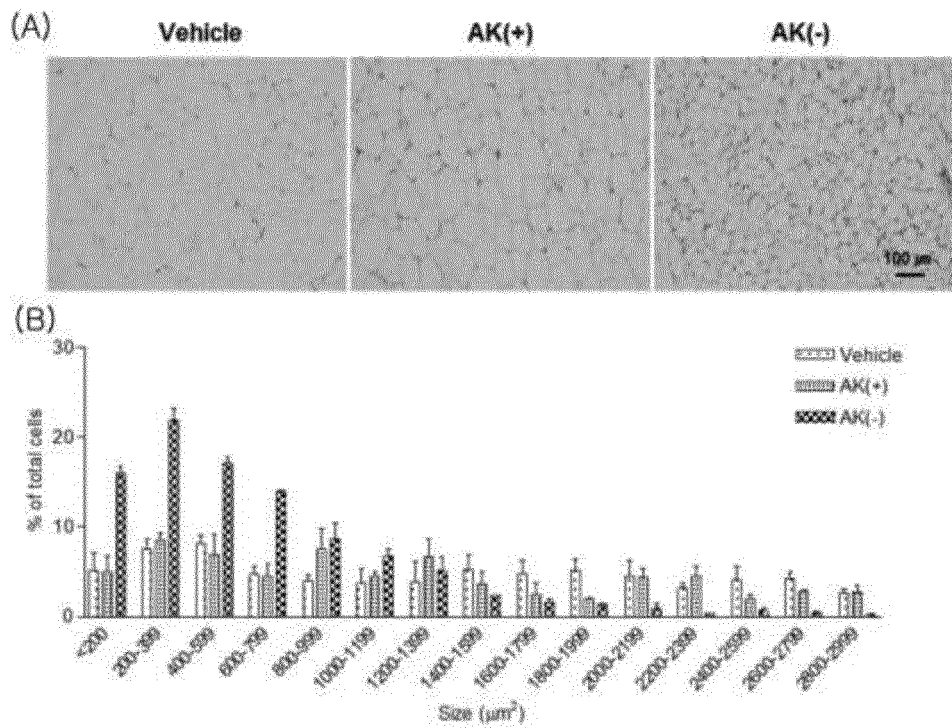 (A)
Vehicle AK(+) AK(-)
100 μm
(B)
30
20
10
0
% of total cells
Vehicle
AK(+)
AK(-)
<200 200-399 400-599 600-799 800-999 1000-1199 1200-1399 1400-1599 1600-1799 1800-1999 2000-2199 2200-2399 2400-2599 2600-2799 2800-2999
Size (μm²)